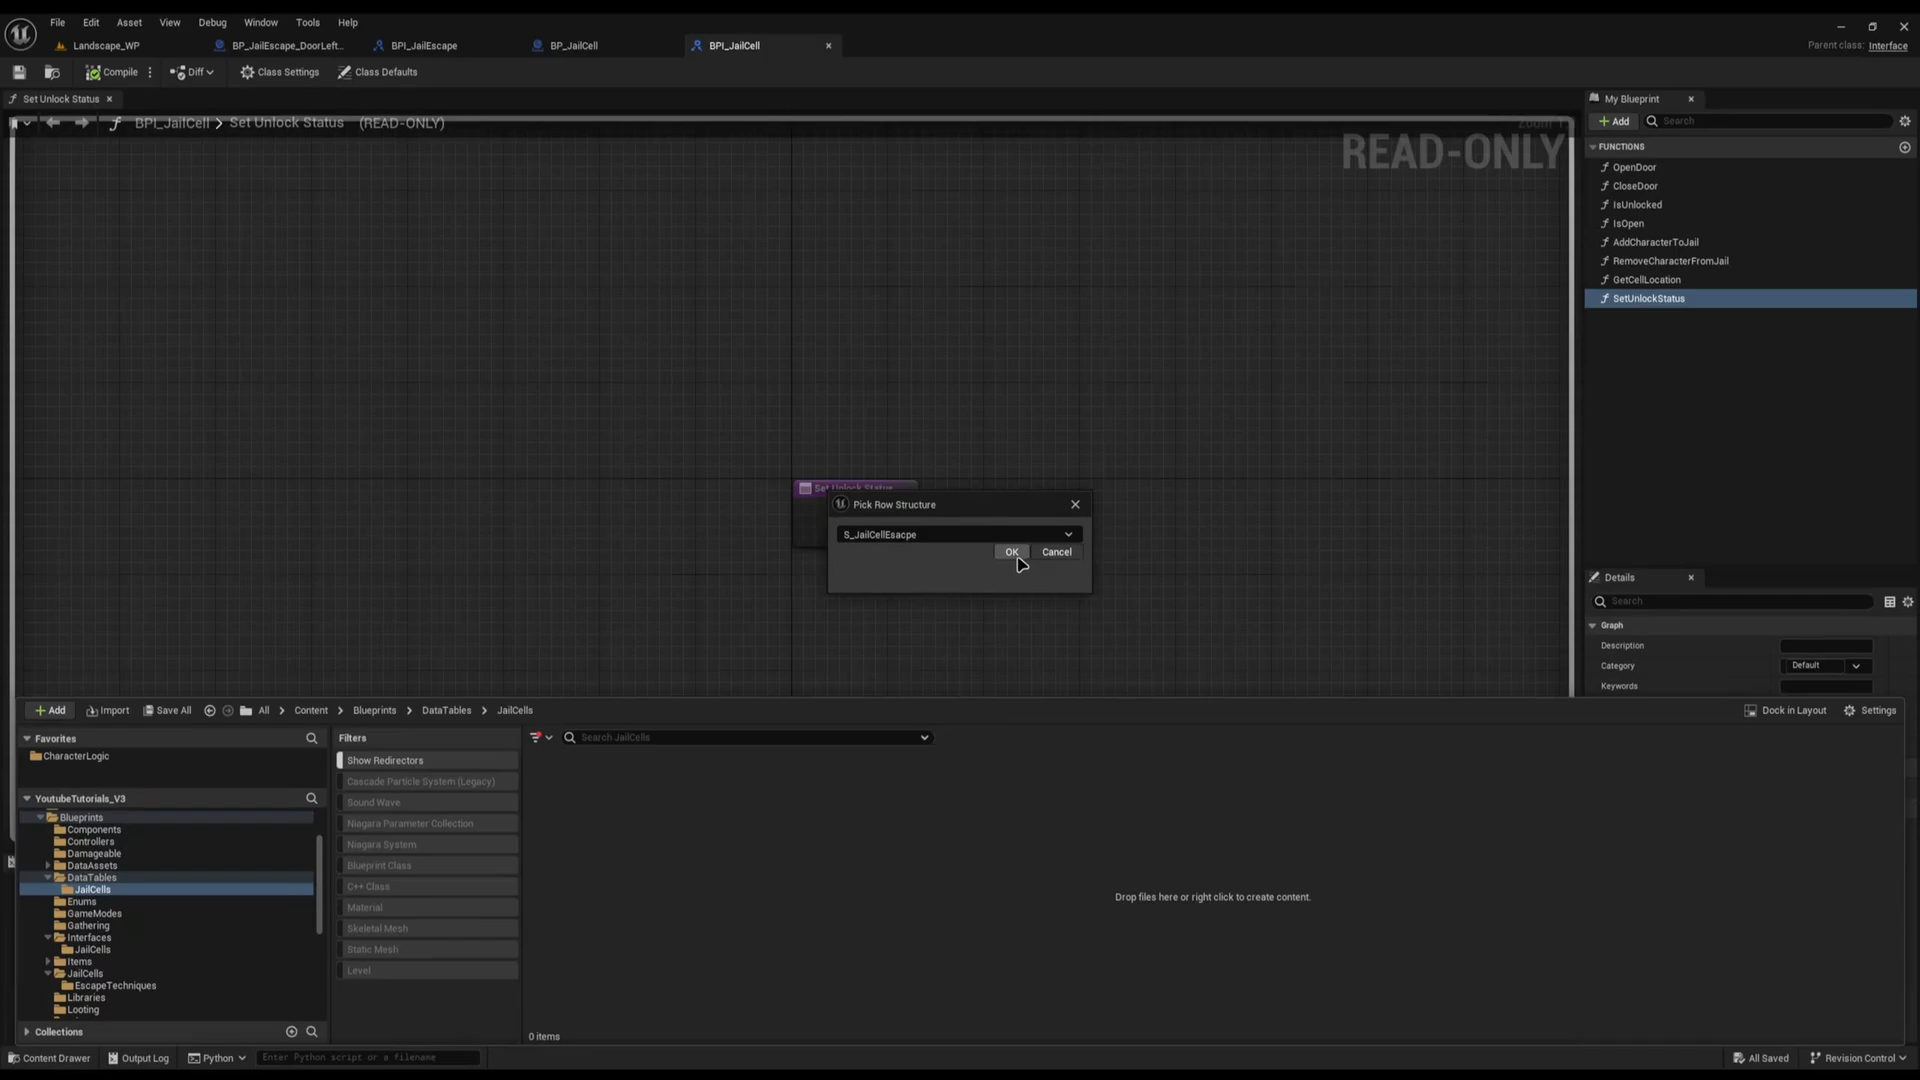 File Edit Asset View Debug Window Tools Help
Landscape_WP BP_JailEscape_DoorLeft... BPI_JailEscape BP_JailCell BPI_JailCell
Parent class: Interface
Compile Diff Class Settings Class Defaults
Set Unlock Status
BPI_JailCell > Set Unlock Status (READ-ONLY)
READ-ONLY
My Blueprint
+ Add Search
FUNCTIONS
OpenDoor
CloseDoor
IsUnlocked
IsOpen
AddCharacterToJail
RemoveCharacterFromJail
GetCellLocation
SetUnlockStatus
Set Unlock Status
Pick Row Structure
S_JailCellEsacpe
OK Cancel
Details
Search
Graph
Description
Category Default
Keywords
+ Add Import Save All All > Content > Blueprints > DataTables > JailCells Dock in Layout Settings
Favorites
CharacterLogic
YoutubeTutorials_V3
Blueprints
Components
Controllers
Damageable
DataAssets
DataTables
JailCells
Enums
GameModes
Gathering
Interfaces
JailCells
Items
JailCells
EscapeTechniques
Libraries
Looting
Collections
Filters
Show Redirectors
Cascade Particle System (Legacy)
Sound Wave
Niagara Parameter Collection
Niagara System
Blueprint Class
C++ Class
Material
Skeletal Mesh
Static Mesh
Level
Search JailCells
Drop files here or right click to create content.
0 items
Content Drawer Output Log Python Enter Python script or a filename All Saved Revision Control